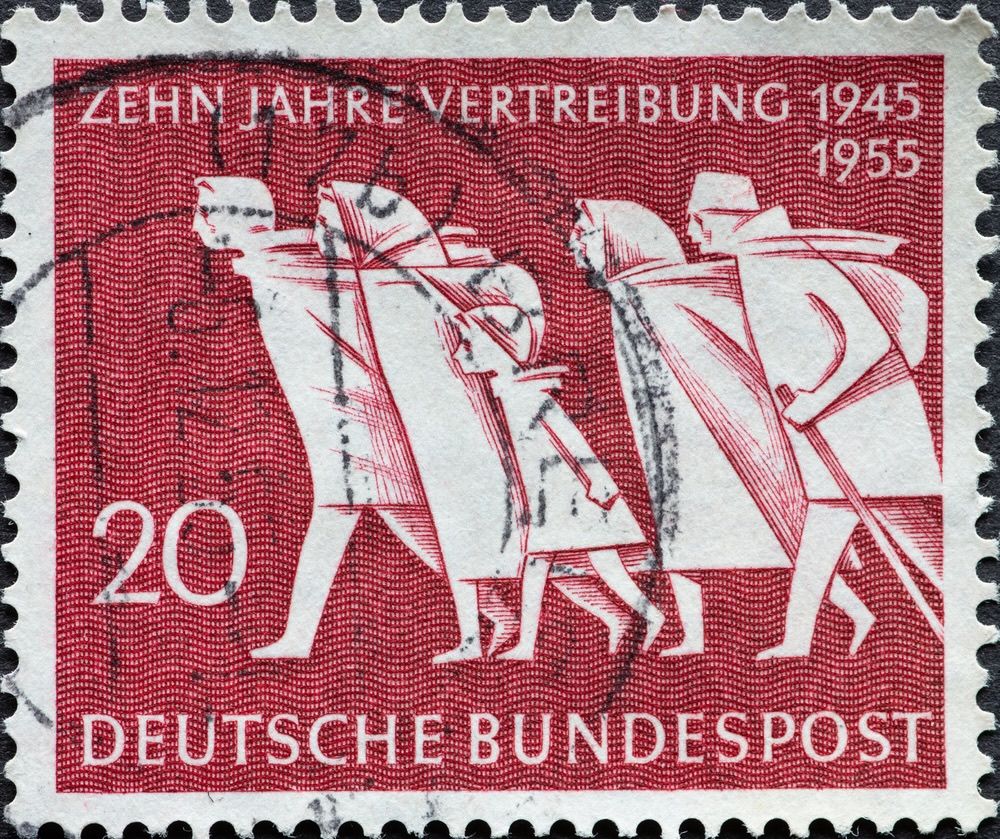 ZEHN JAHRE VERTREIBUNG 1945
1955
20
DEUTSCHE BUNDESPOST